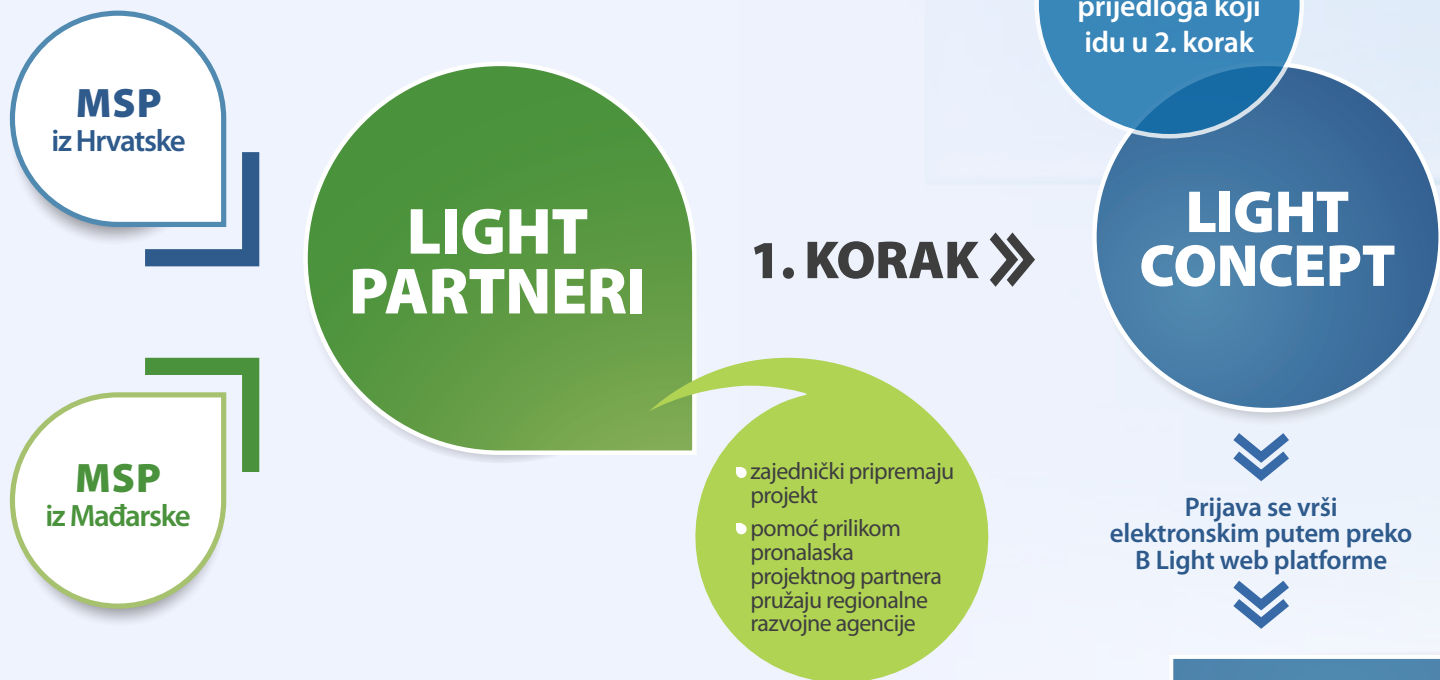 MSP
iz Hrvatske
MSP
iz Mađarske
LIGHT
PARTNERI
zajednički pripremaju
projekt
pomoć prilikom
pronalaska
projektnog partnera
pružaju regionalne
razvojne agencije
1. KORAK
prijedloga koji
idu u 2. korak
LIGHT
CONCEPT
Prijava se vrši
elektronskim putem preko
B Light web platforme